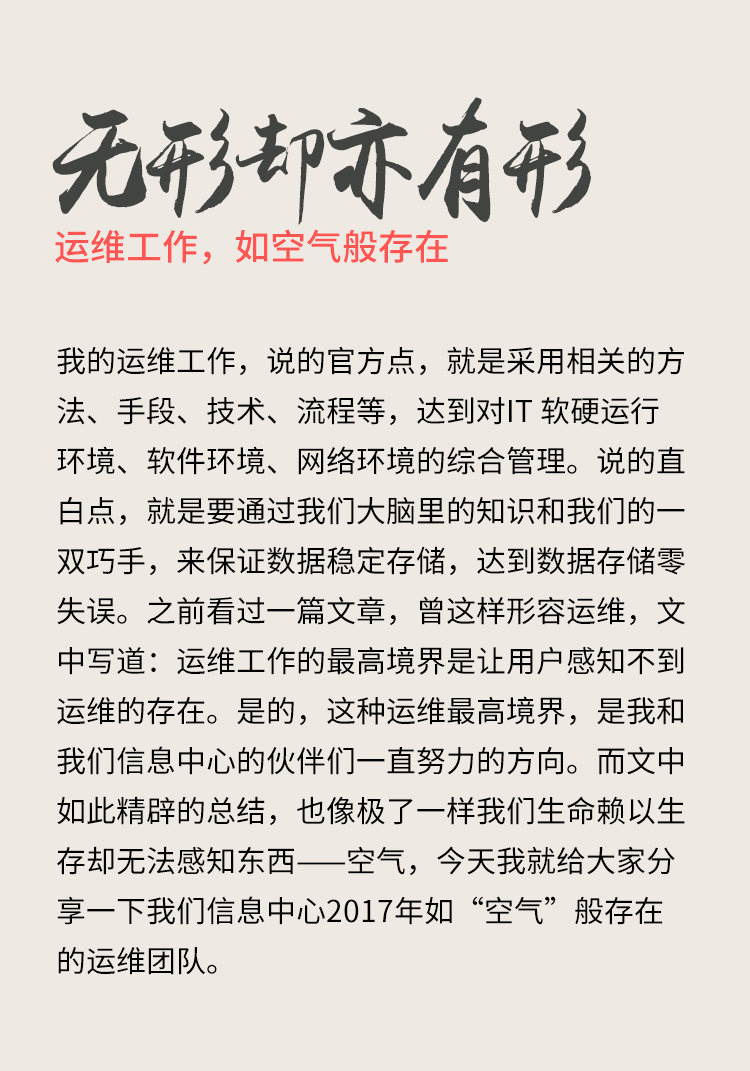 无形却亦有形
运维工作，如空气般存在
我的运维工作，说的官方点，就是采用相关的方
法、手段、技术、流程等，达到对IT 软硬运行
环境、软件环境、网络环境的综合管理。说的直
白点，就是要通过我们大脑里的知识和我们的一
双巧手，来保证数据稳定存储，达到数据存储零
失误。之前看过一篇文章，曾这样形容运维，文
中写道：运维工作的最高境界是让用户感知不到
运维的存在。是的，这种运维最高境界，是我和
我们信息中心的伙伴们一直努力的方向。而文中
如此精辟的总结，也像极了一样我们生命赖以生
存却无法感知东西——空气，今天我就给大家分
享一下我们信息中心2017年如“空气”般存在
的运维团队。